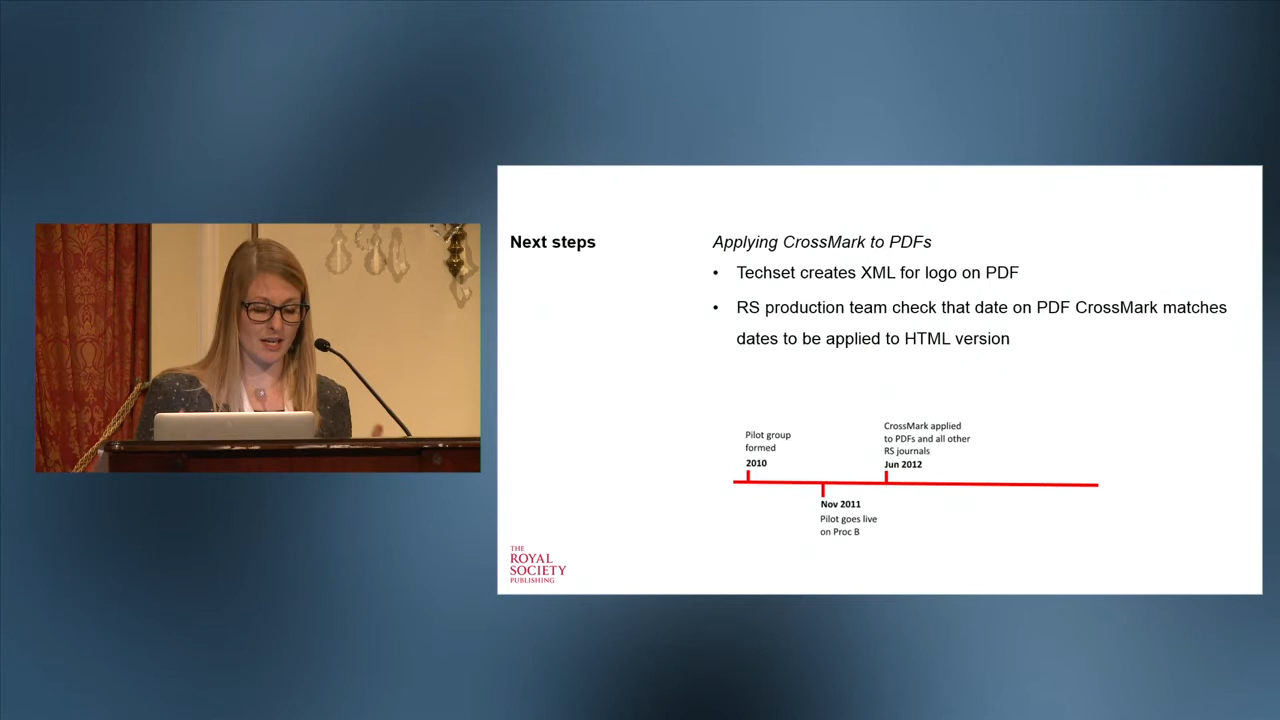 Next steps
Applying CrossMark to PDFs
• Techset creates XML for logo on PDF
• RS production team check that date on PDF CrossMark matches
dates to be applied to HTML version
Pilot group
formed
2010
CrossMark applied
to PDFs and all other
RS journals
Jun 2012
Nov 2011
Pilot goes live
on Proc B
THE
ROYAL
SOCIETY
PUBLISHING